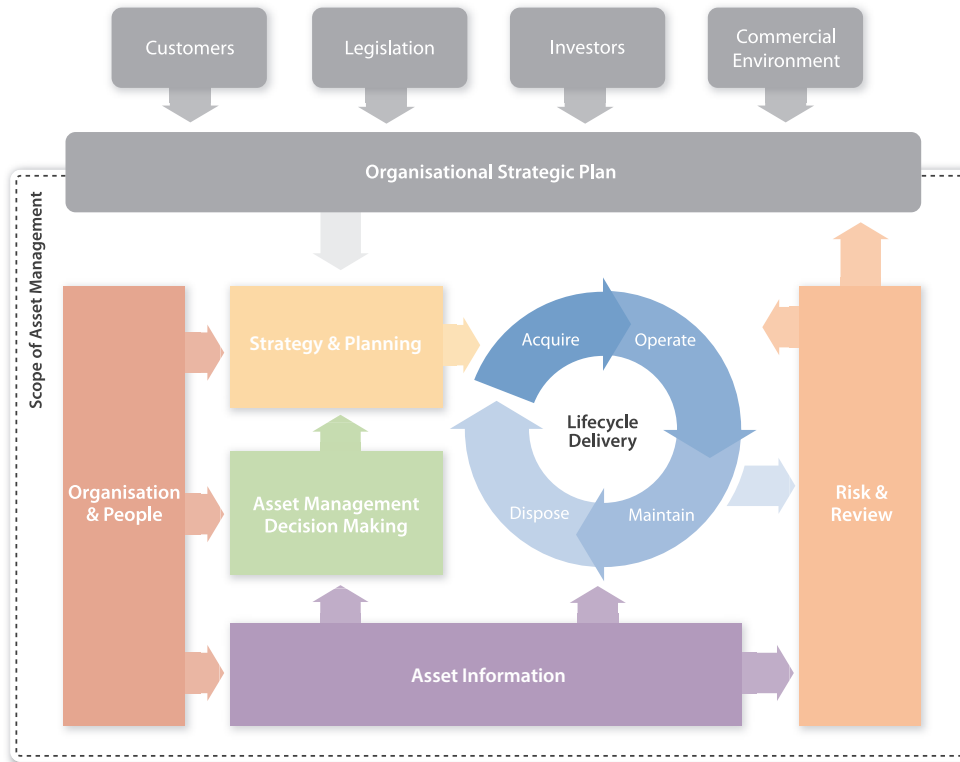 Customers
Legislation
Investors
Commercial
Environment
Organisational Strategic Plan
Scope of Asset Management
Organisation
& People
Strategy & Planning
Asset Management
Decision Making
Acquire
Operate
Lifecycle
Delivery
Dispose
Maintain
Risk &
Review
Asset Information